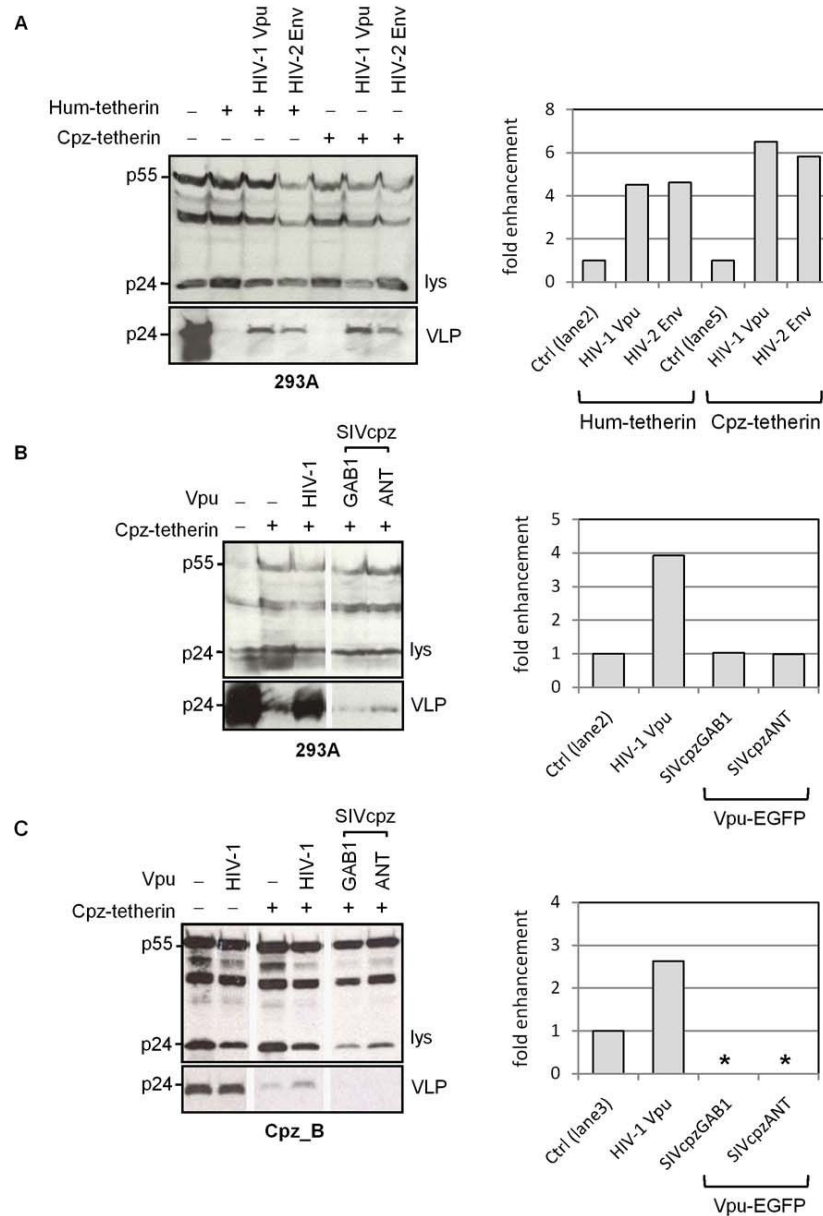 A
HIV-1 Vpu
HIV-2 Env
HIV-1 Vpu
HIV-2 Env
Hum-tetherin – + + + – – –
Cpz-tetherin – – – – + + +
p55
p24
lys
p24
VLP
293A
fold enhancement
8
6
4
2
0
Ctrl (lane2)
HIV-1 Vpu
HIV-2 Env
Ctrl (lane5)
HIV-1 Vpu
HIV-2 Env
Hum-tetherin
Cpz-tetherin
B
SIVcpz
Vpu – – HIV-1 GAB1 ANT
Cpz-tetherin – + + + +
p55
p24
lys
p24
VLP
293A
fold enhancement
5
4
3
2
1
0
Ctrl (lane2)
HIV-1 Vpu
SIVcpzGAB1
SIVcpzANT
Vpu-EGFP
C
SIVcpz
Vpu – HIV-1 – HIV-1 GAB1 ANT
Cpz-tetherin – – + + + +
p55
p24
lys
p24
VLP
Cpz_B
fold enhancement
4
3
2
1
0
* *
Ctrl (lane3)
HIV-1 Vpu
SIVcpzGAB1
SIVcpzANT
Vpu-EGFP